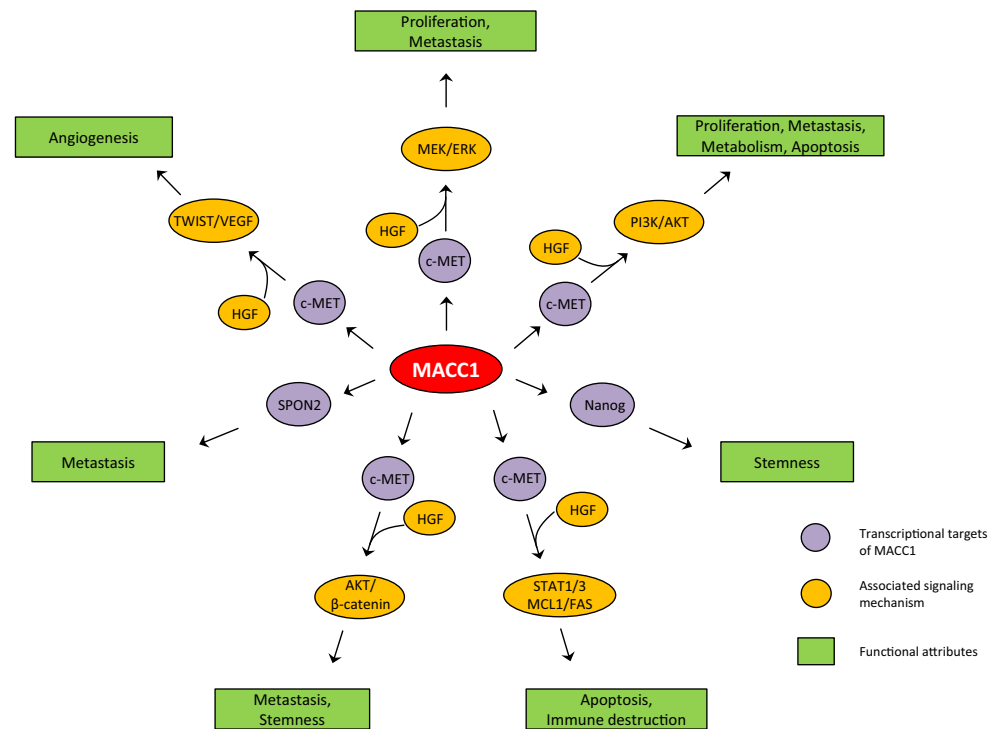 Proliferation,
Metastasis
Angiogenesis
Proliferation, Metastasis,
Metabolism, Apoptosis
MEK/ERK
TWIST/VEGF
HGF
PI3K/AKT
HGF
c-MET
HGF
c-MET
c-MET
MACC1
SPON2
Nanog
Metastasis
Stemness
c-MET
c-MET
HGF
HGF
Transcriptional targets
of MACC1
AKT/
β-catenin
STAT1/3
MCL1/FAS
Associated signaling
mechanism
Functional attributes
Metastasis,
Stemness
Apoptosis,
Immune destruction